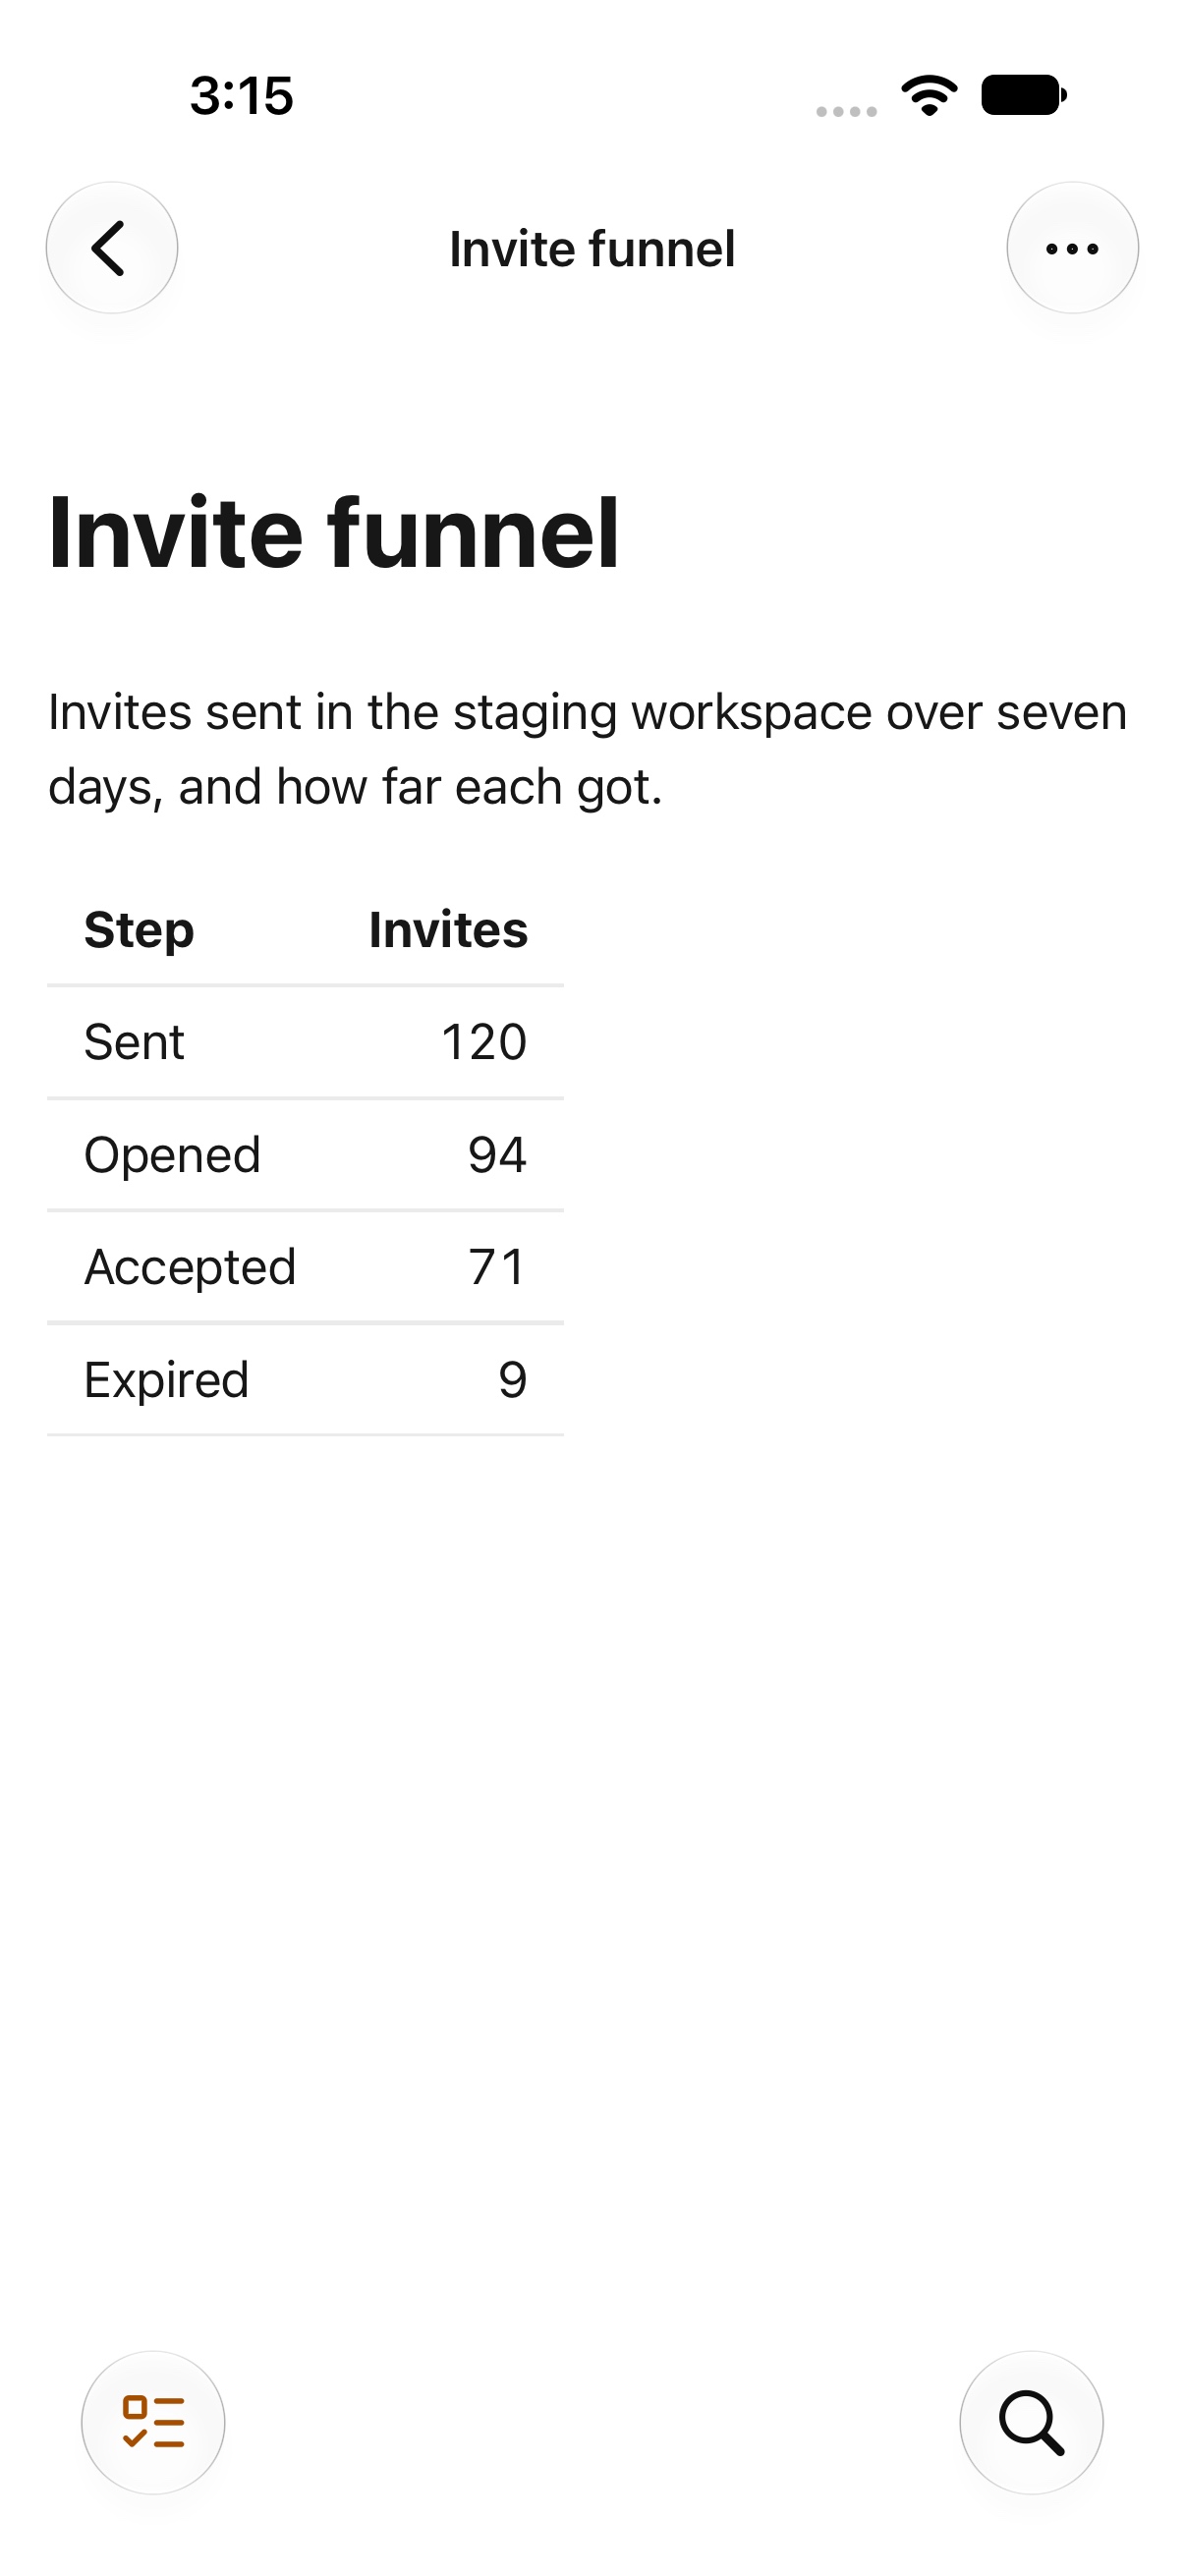 3:15
Invite funnel
Invite funnel
Invites sent in the staging workspace over seven
days, and how far each got.
Step Invites
Sent 120
Opened 94
Accepted 71
Expired 9